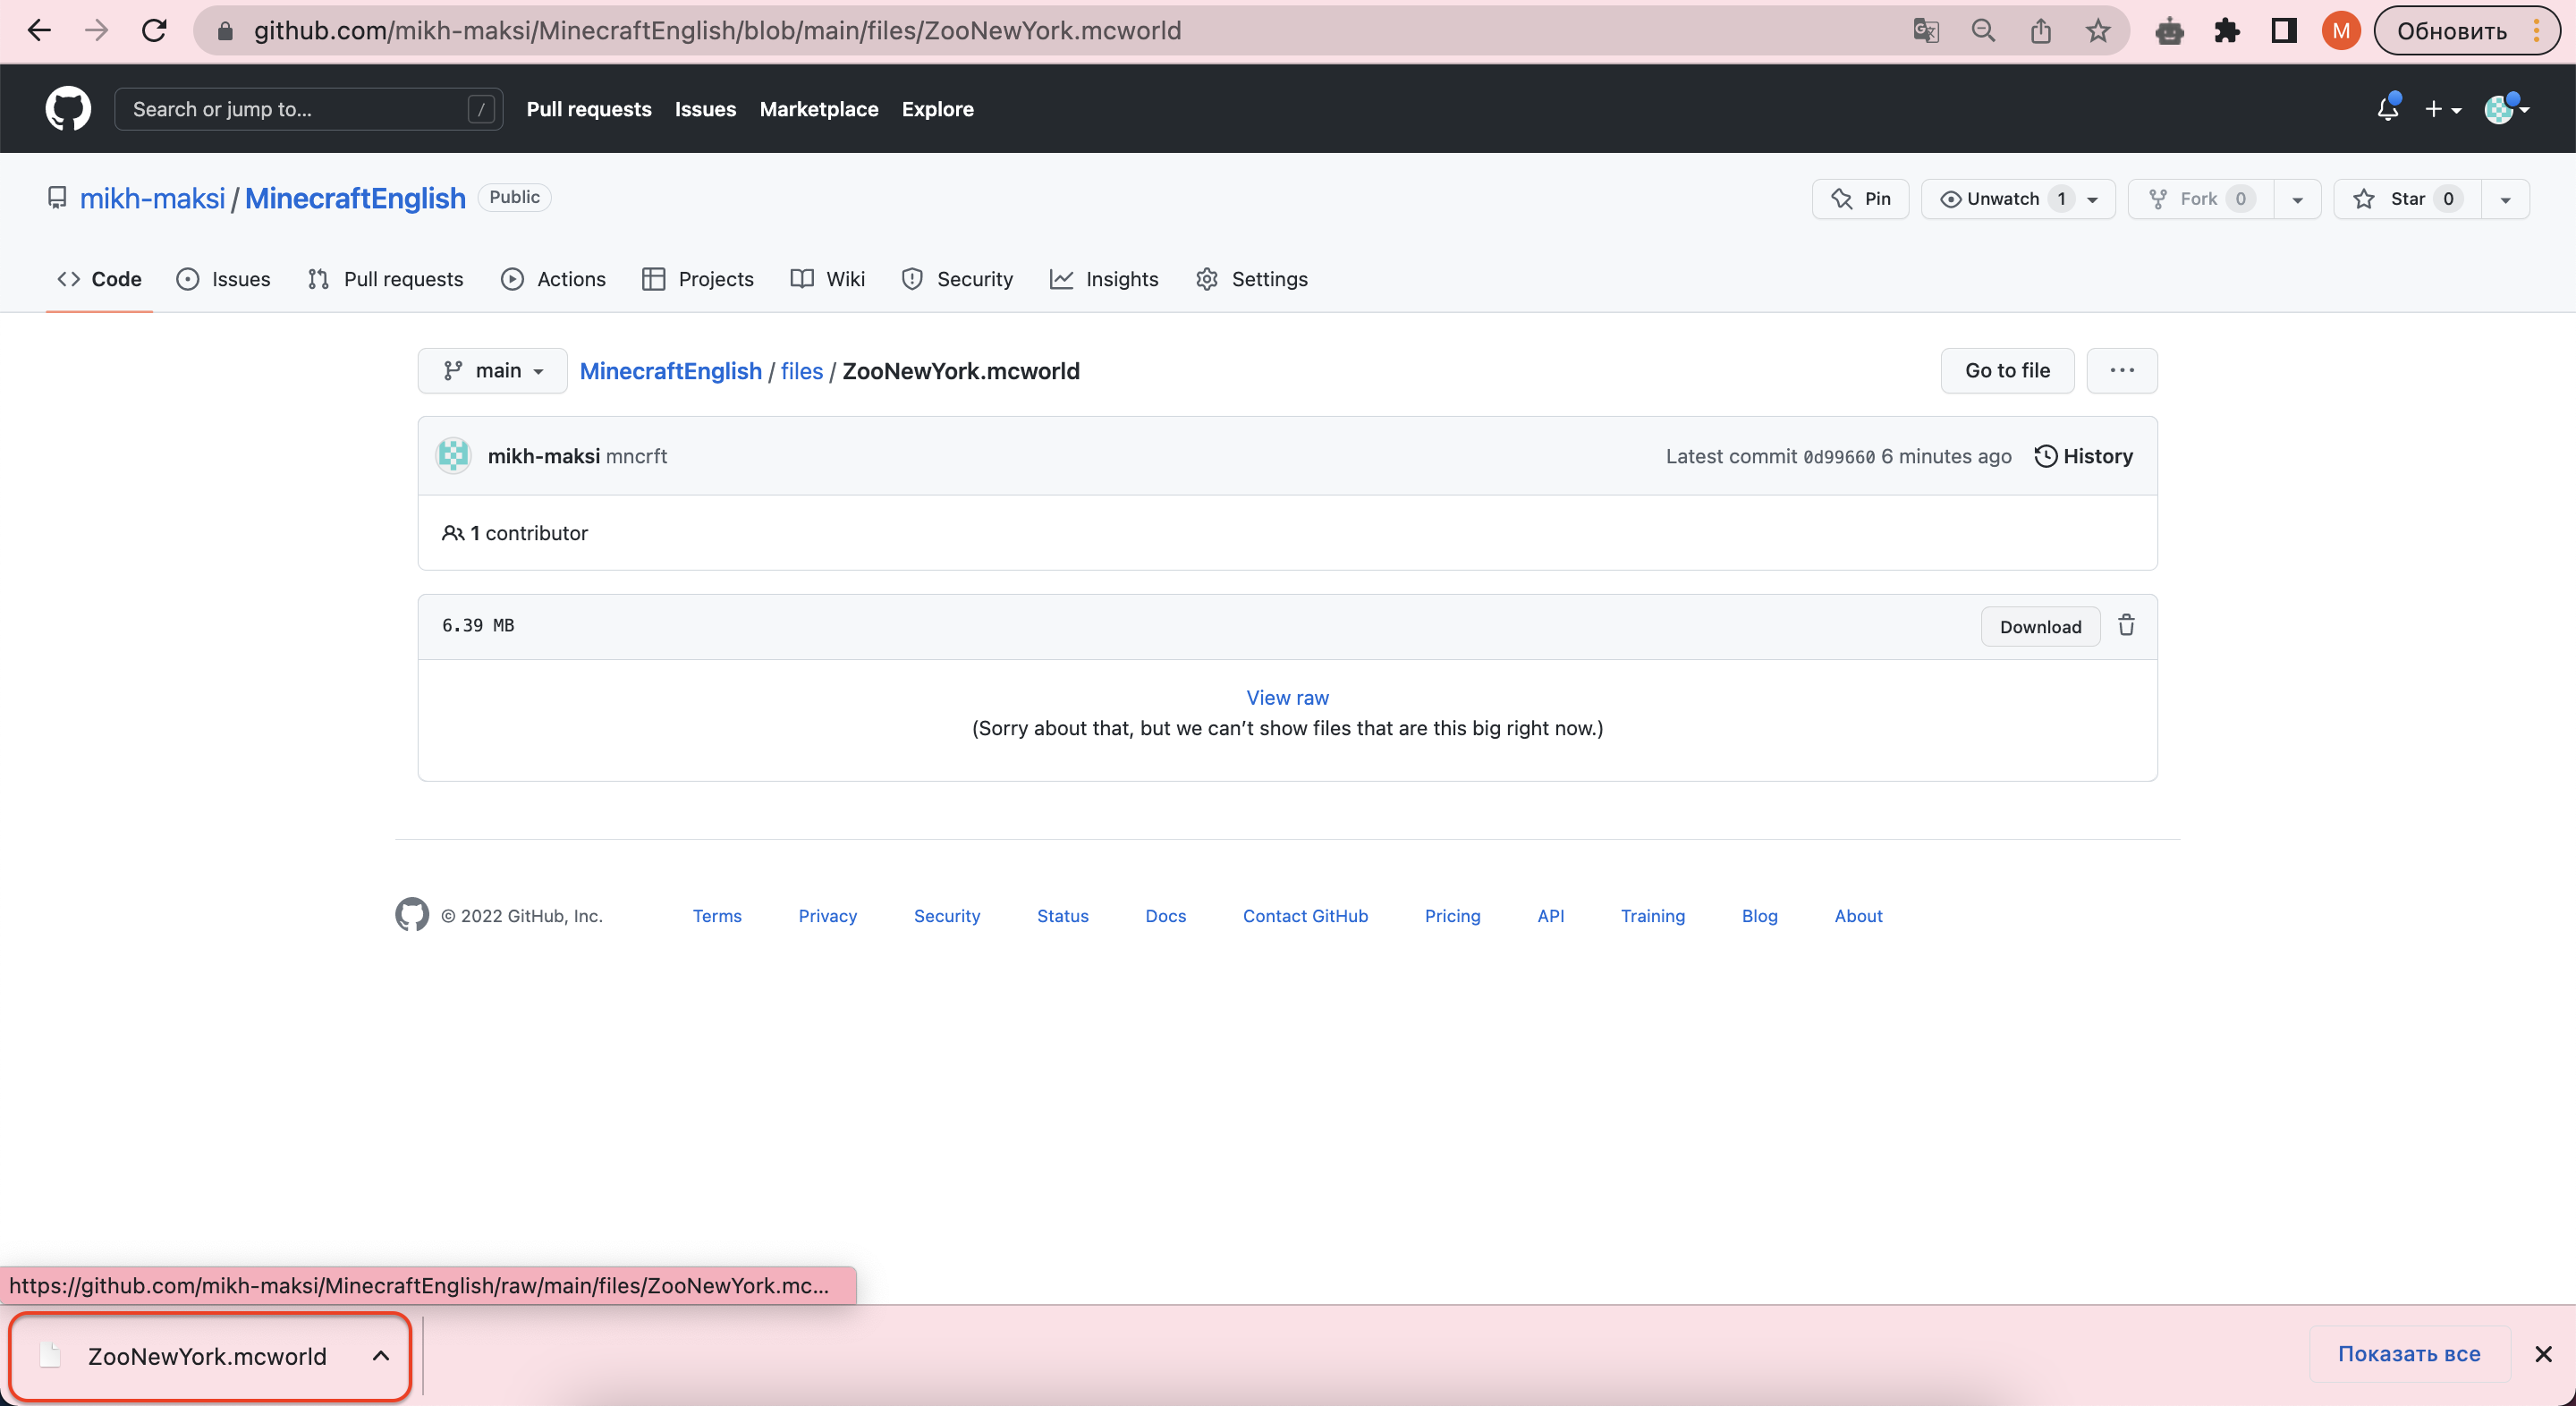 github.com/mikh-maksi/MinecraftEnglish/blob/main/files/ZooNewYork.mcworld
M
Обновить
Search or jump to...
/
Pull requests
Issues
Marketplace
Explore
mikh-maksi / MinecraftEnglish
Public
Pin
Unwatch 1
Fork 0
Star 0
Code
Issues
Pull requests
Actions
Projects
Wiki
Security
Insights
Settings
main
MinecraftEnglish / files / ZooNewYork.mcworld
Go to file
mikh-maksi mncrft
Latest commit 0d99660 6 minutes ago
History
1 contributor
6.39 MB
Download
View raw
(Sorry about that, but we can’t show files that are this big right now.)
© 2022 GitHub, Inc.
Terms
Privacy
Security
Status
Docs
Contact GitHub
Pricing
API
Training
Blog
About
https://github.com/mikh-maksi/MinecraftEnglish/raw/main/files/ZooNewYork.mc...
ZooNewYork.mcworld
Показать все